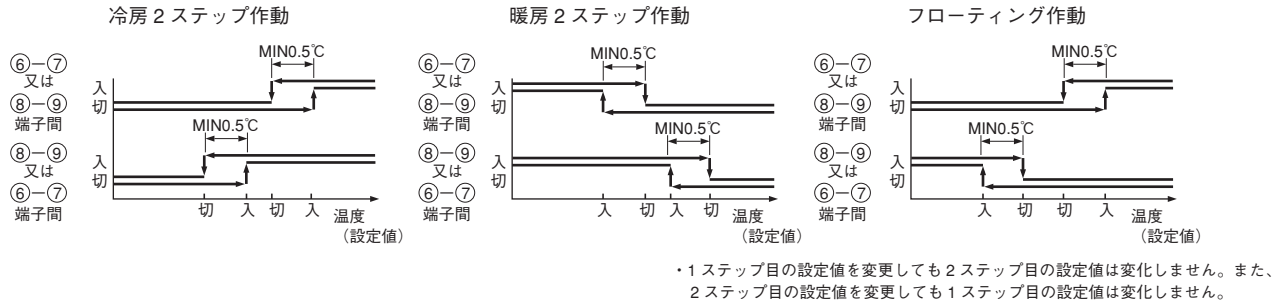 冷房2ステップ作動
⑥−⑦
又は
⑧−⑨
端子間
入
切
MIN0.5℃
⑧−⑨
又は
⑥−⑦
端子間
入
切
MIN0.5℃
切 入 切 入 温度
(設定値)
暖房2ステップ作動
⑥−⑦
又は
⑧−⑨
端子間
入
切
MIN0.5℃
⑧−⑨
又は
⑥−⑦
端子間
入
切
MIN0.5℃
入 切 入 切 温度
(設定値)
フローティング作動
⑥−⑦
又は
⑧−⑨
端子間
入
切
MIN0.5℃
⑧−⑨
又は
⑥−⑦
端子間
入
切
MIN0.5℃
入 切 切 入 温度
(設定値)
・1ステップ目の設定値を変更しても2ステップ目の設定値は変化しません。また、
2ステップ目の設定値を変更しても1ステップ目の設定値は変化しません。